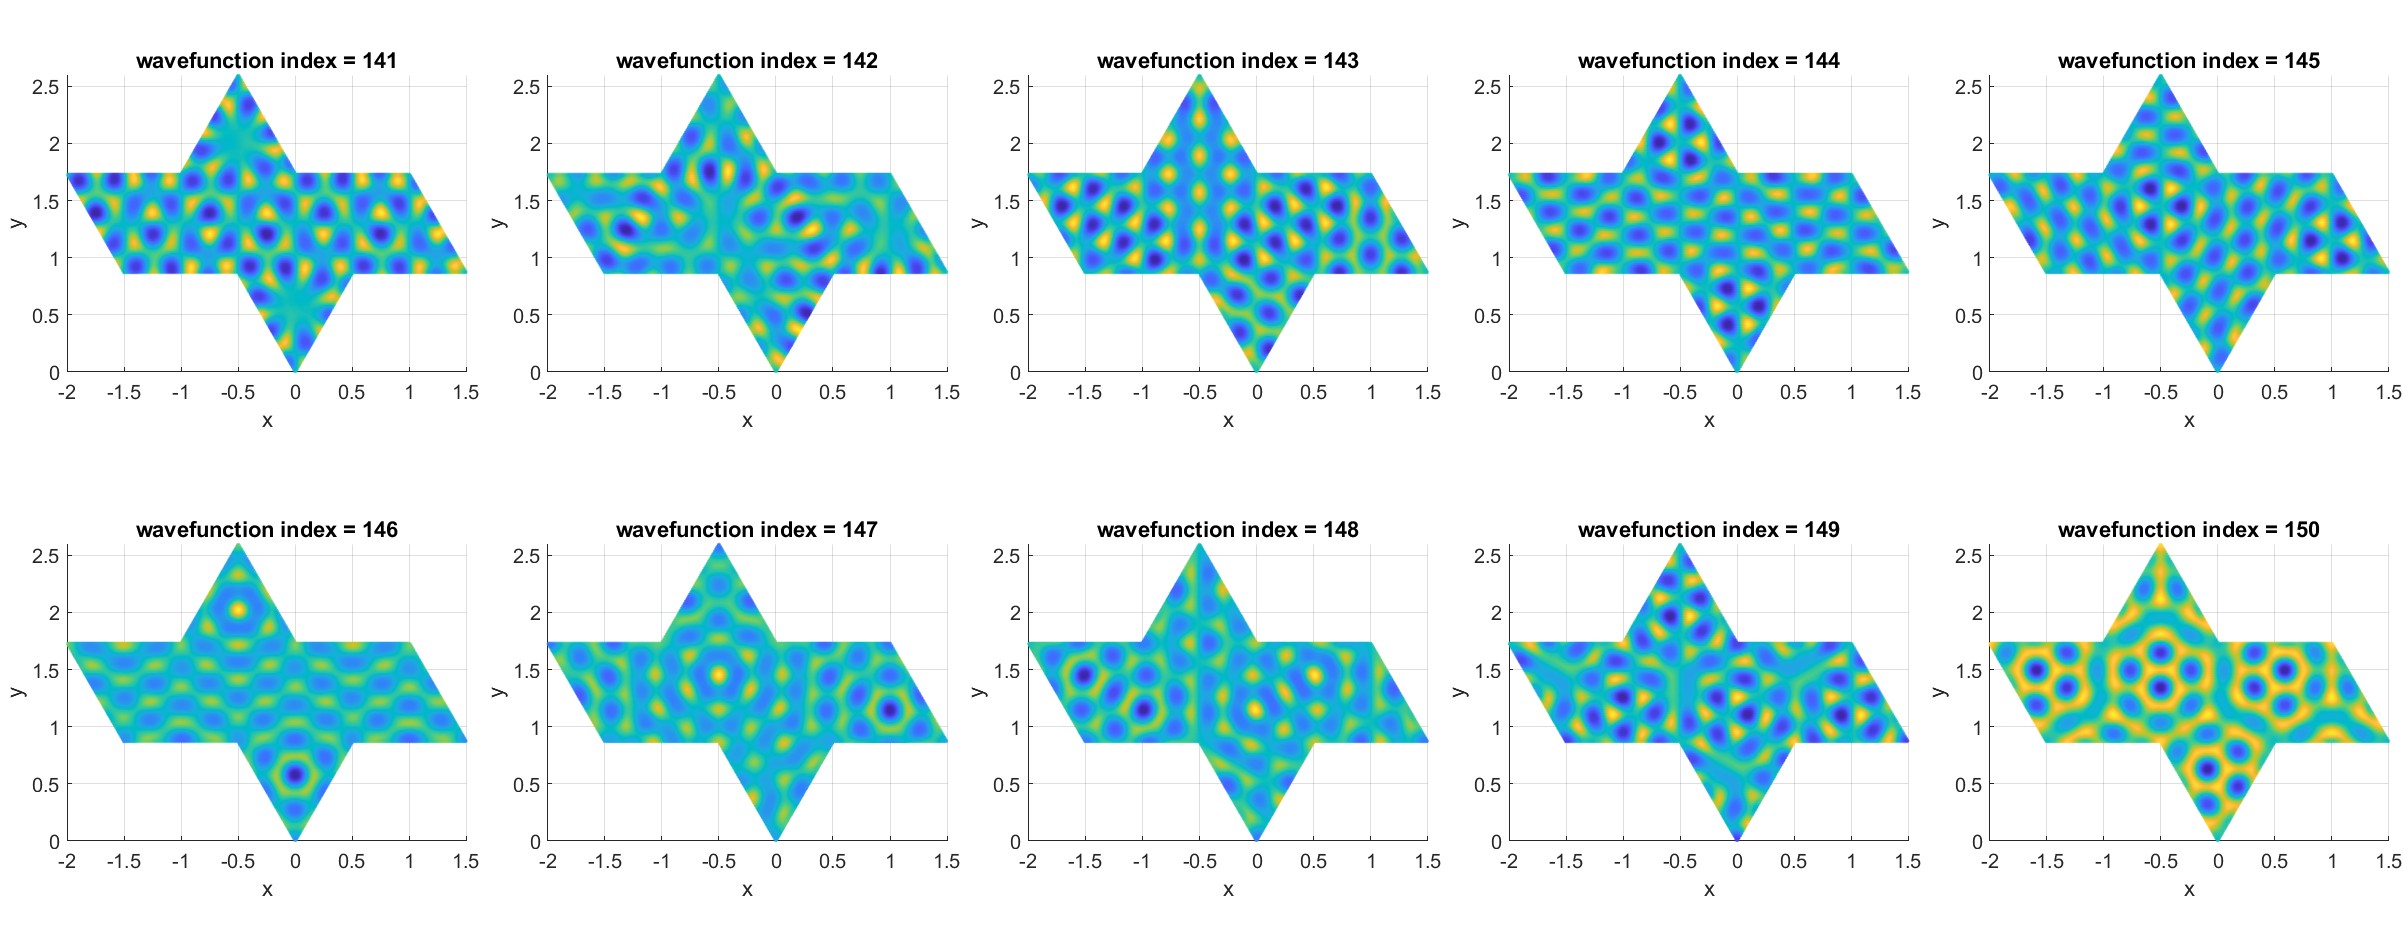 wavefunction index = 141
wavefunction index = 142
wavefunction index = 143
wavefunction index = 144
wavefunction index = 145
2.5 2.5 2.5 2.5 2.5
2 2 2 2 2
1.5 1.5 1.5 1.5 1.5
y y y y y
1 1 1 1 1
0.5 0.5 0.5 0.5 0.5
0 0 0 0 0
-2 -1.5 -1 -0.5 0 0.5 1 1.5
-2 -1.5 -1 -0.5 0 0.5 1 1.5
-2 -1.5 -1 -0.5 0 0.5 1 1.5
-2 -1.5 -1 -0.5 0 0.5 1 1.5
-2 -1.5 -1 -0.5 0 0.5 1 1.5
x x x x x
wavefunction index = 146
wavefunction index = 147
wavefunction index = 148
wavefunction index = 149
wavefunction index = 150
2.5 2.5 2.5 2.5 2.5
2 2 2 2 2
1.5 1.5 1.5 1.5 1.5
y y y y y
1 1 1 1 1
0.5 0.5 0.5 0.5 0.5
0 0 0 0 0
-2 -1.5 -1 -0.5 0 0.5 1 1.5
-2 -1.5 -1 -0.5 0 0.5 1 1.5
-2 -1.5 -1 -0.5 0 0.5 1 1.5
-2 -1.5 -1 -0.5 0 0.5 1 1.5
-2 -1.5 -1 -0.5 0 0.5 1 1.5
x x x x x